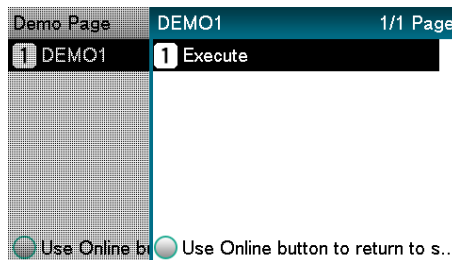 Demo Page
1 DEMO1
Use Online b
DEMO1 1/1 Page
1 Execute
Use Online button to return to s..